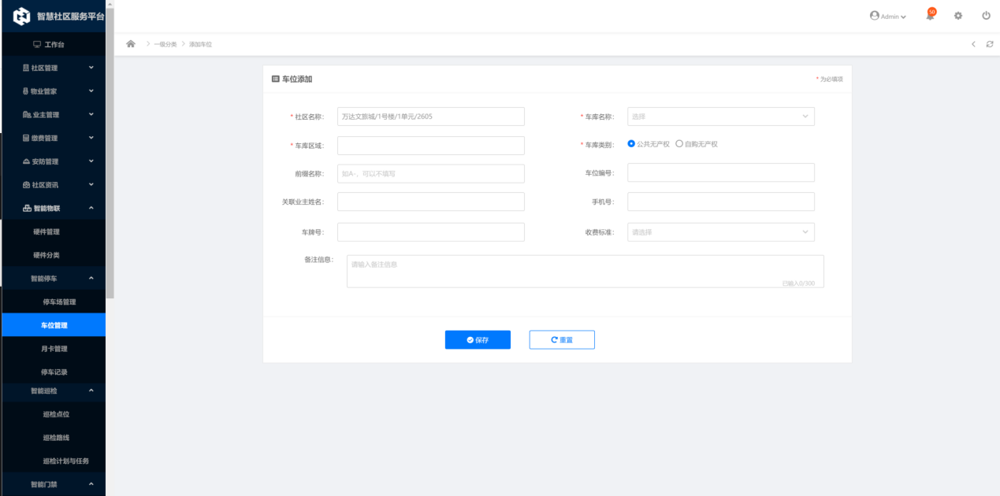 智慧社区服务平台
Admin
50
工作台
一级分类
添加车位
社区管理
物业管家
业主管理
缴费管理
安防管理
社区资讯
智能物联
硬件管理
硬件分类
智能停车
停车场管理
车位管理
月卡管理
停车记录
智能巡检
巡检点位
巡检路线
巡检计划与任务
智能门禁
车位添加
* 为必填项
* 社区名称: 万达文旅城/1号楼/1单元/2605
* 车库名称: 选择
* 车库区域:
* 车库类别: 公共无产权 自购无产权
前缀名称: 如A-，可以不填写
车位编号:
关联业主姓名:
手机号:
车牌号:
收费标准: 请选择
备注信息: 请输入备注信息
已输入0/300
保存
重置